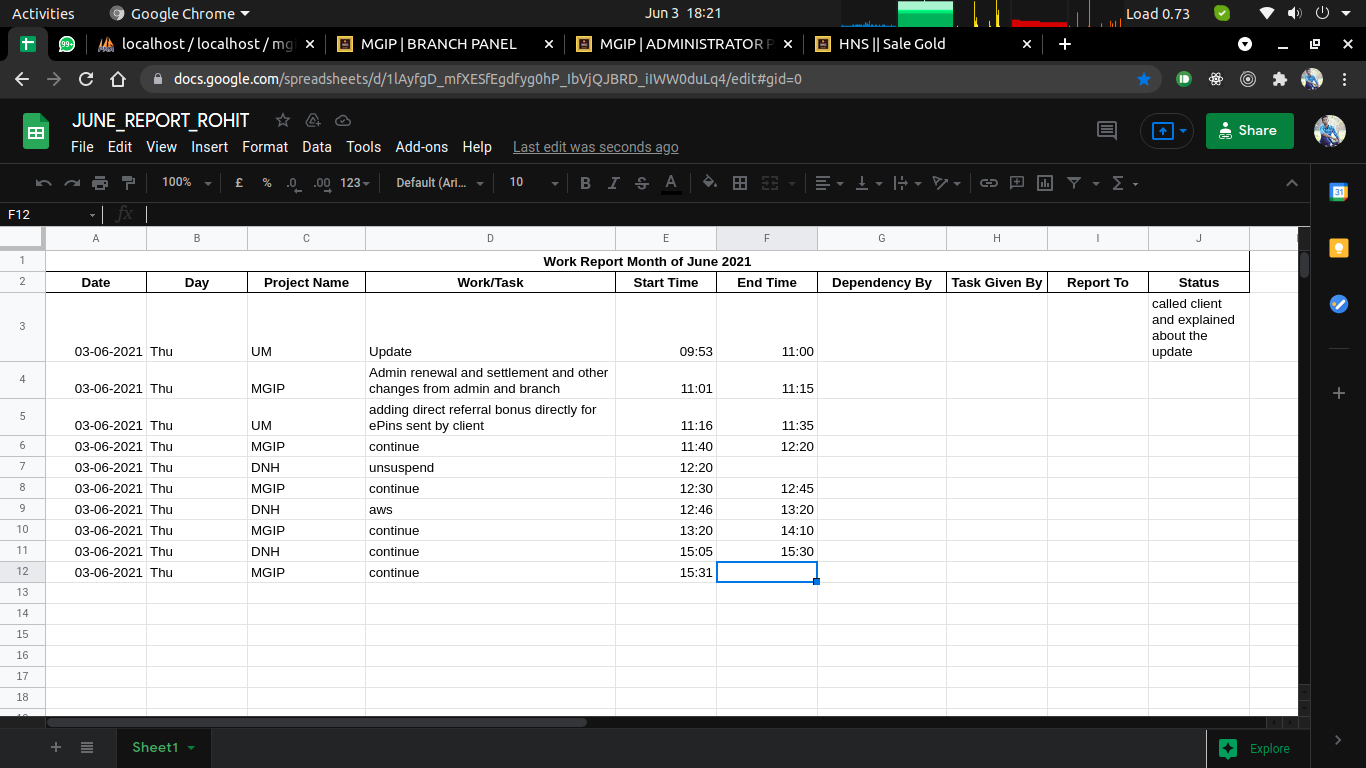 Activities Google Chrome Jun 3 18:21 Load 0.73
99+ localhost / localhost / mg MGIP | BRANCH PANEL MGIP | ADMINISTRATOR P HNS || Sale Gold
docs.google.com/spreadsheets/d/1lAyfgD_mfXESfEgdfyg0hP_IbVjQJBRD_iIWW0duLq4/edit#gid=0
JUNE_REPORT_ROHIT
File Edit View Insert Format Data Tools Add-ons Help Last edit was seconds ago
Share
100% £ % .0 .00 123 Default (Ari... 10 B I S A
31
F12 fx
A B C D E F G H I J
1 Work Report Month of June 2021
2 Date Day Project Name Work/Task Start Time End Time Dependency By Task Given By Report To Status
called client
and explained
about the
3 03-06-2021 Thu UM Update 09:53 11:00 update
Admin renewal and settlement and other
4 03-06-2021 Thu MGIP changes from admin and branch 11:01 11:15
adding direct referral bonus directly for
5 03-06-2021 Thu UM ePins sent by client 11:16 11:35
6 03-06-2021 Thu MGIP continue 11:40 12:20
7 03-06-2021 Thu DNH unsuspend 12:20
8 03-06-2021 Thu MGIP continue 12:30 12:45
9 03-06-2021 Thu DNH aws 12:46 13:20
10 03-06-2021 Thu MGIP continue 13:20 14:10
11 03-06-2021 Thu DNH continue 15:05 15:30
12 03-06-2021 Thu MGIP continue 15:31
13
14
15
16
17
18
Sheet1
Explore